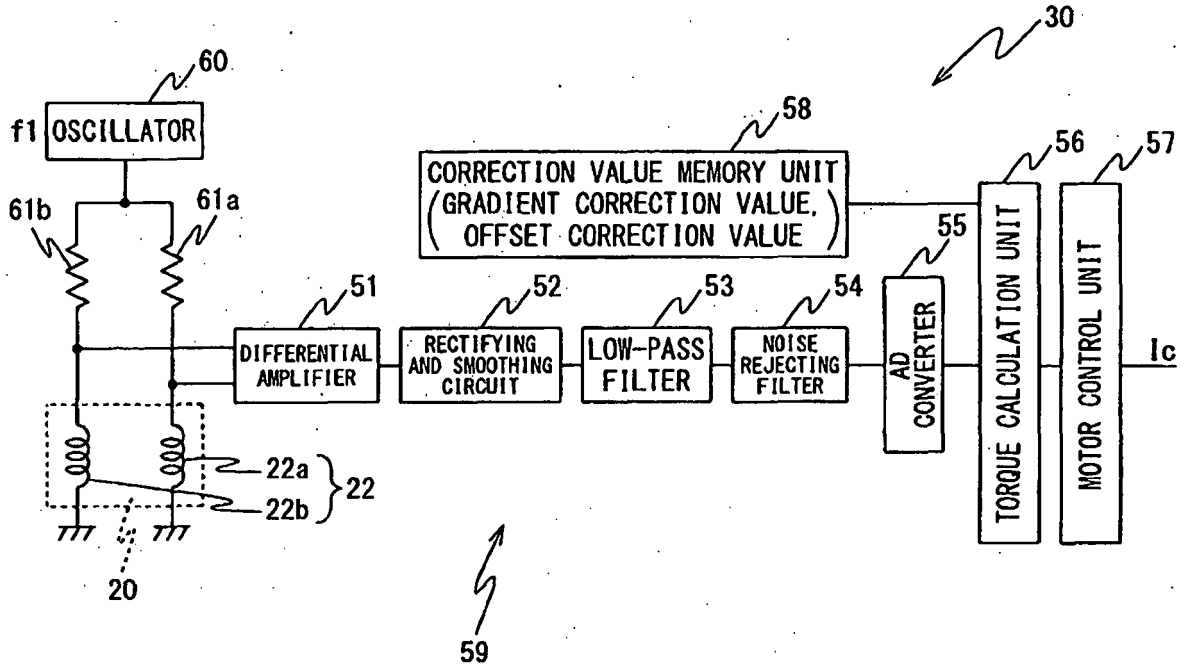 30
60
f1 OSCILLATOR
58
CORRECTION VALUE MEMORY UNIT
(GRADIENT CORRECTION VALUE,
OFFSET CORRECTION VALUE)
56
57
61b
61a
55
51
52
53
54
DIFFERENTIAL
AMPLIFIER
RECTIFYING
AND SMOOTHING
CIRCUIT
LOW-PASS
FILTER
NOISE
REJECTING
FILTER
AD
CONVERTER
TORQUE CALCULATION UNIT
MOTOR CONTROL UNIT
Ic
22a
22b
22
20
59